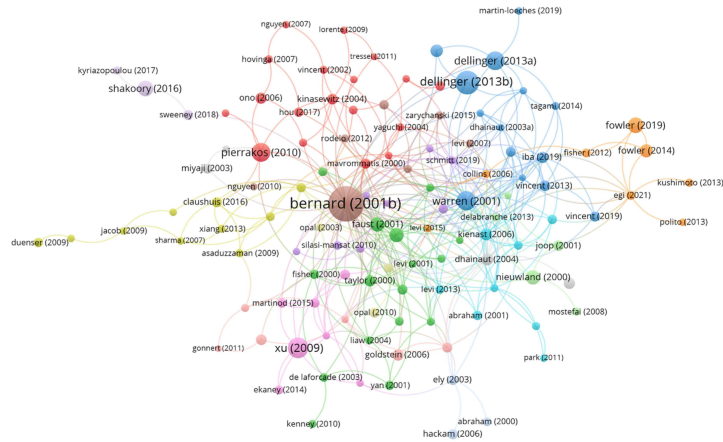 martin-loeches (2019)
nguyen (2007)
lorente (2009)
hovinga (2007)
tressel (2011)
dellinger (2013a)
kyriazopoulou (2017)
vincent (2002)
dellinger (2013b)
shakoory (2016)
ono (2006)
kinasewitz (2004)
tagami (2014)
sweeney (2018)
hou (2017)
zarychanski (2015)
yaguchi (2004)
dhainaut (2003a)
fowler (2019)
rodelo (2012)
levi (2007)
pierrakos (2010)
fowler (2014)
fisher (2012)
mavrommatis (2000)
schmitt (2019)
iba (2019)
miyaji (2003)
collins (2006)
kushimoto (2013)
nguyen (2010)
vincent (2013)
egi (2021)
claushuis (2016)
bernard (2001b)
warren (2001)
delabranche (2013)
vincent (2019)
polito (2013)
jacob (2009)
xiang (2013)
opal (2003)
faust (2001)
levi (2015)
kienast (2006)
duenser (2009)
sharma (2007)
silasi-mansat (2010)
joop (2001)
asaduzzaman (2009)
dhainaut (2004)
levi (2001)
fisher (2000)
taylor (2000)
nieuwland (2000)
levi (2013)
martinod (2015)
opal (2010)
abraham (2001)
mostefai (2008)
liaw (2004)
gonnert (2011)
xu (2009)
goldstein (2006)
park (2011)
de laforcade (2003)
ely (2003)
ekaney (2014)
yan (2001)
kenney (2010)
abraham (2000)
hackam (2006)